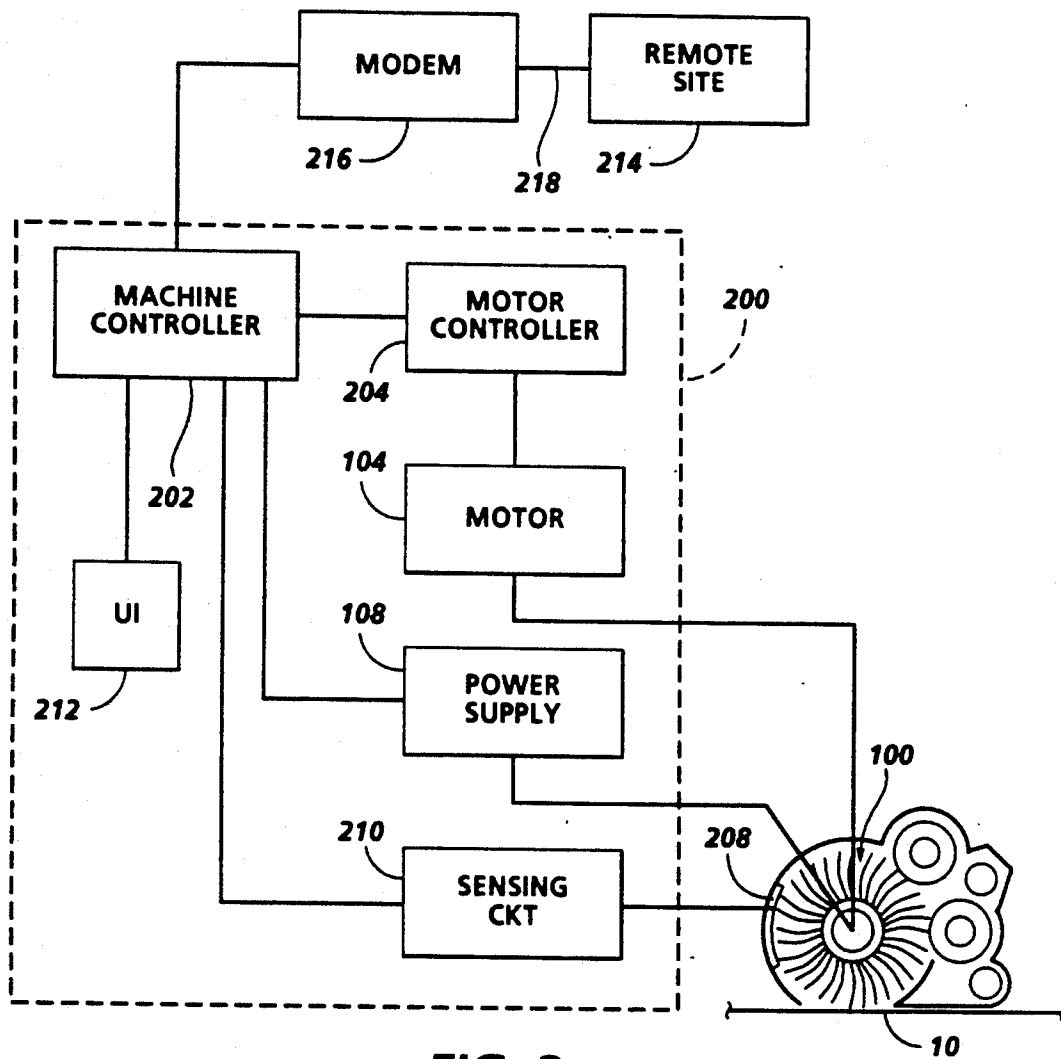 MODEM
REMOTE
SITE
216
218
214
MACHINE
CONTROLLER
MOTOR
CONTROLLER
200
204
202
104
MOTOR
UI
212
108
POWER
SUPPLY
100
210
208
SENSING
CKT
10